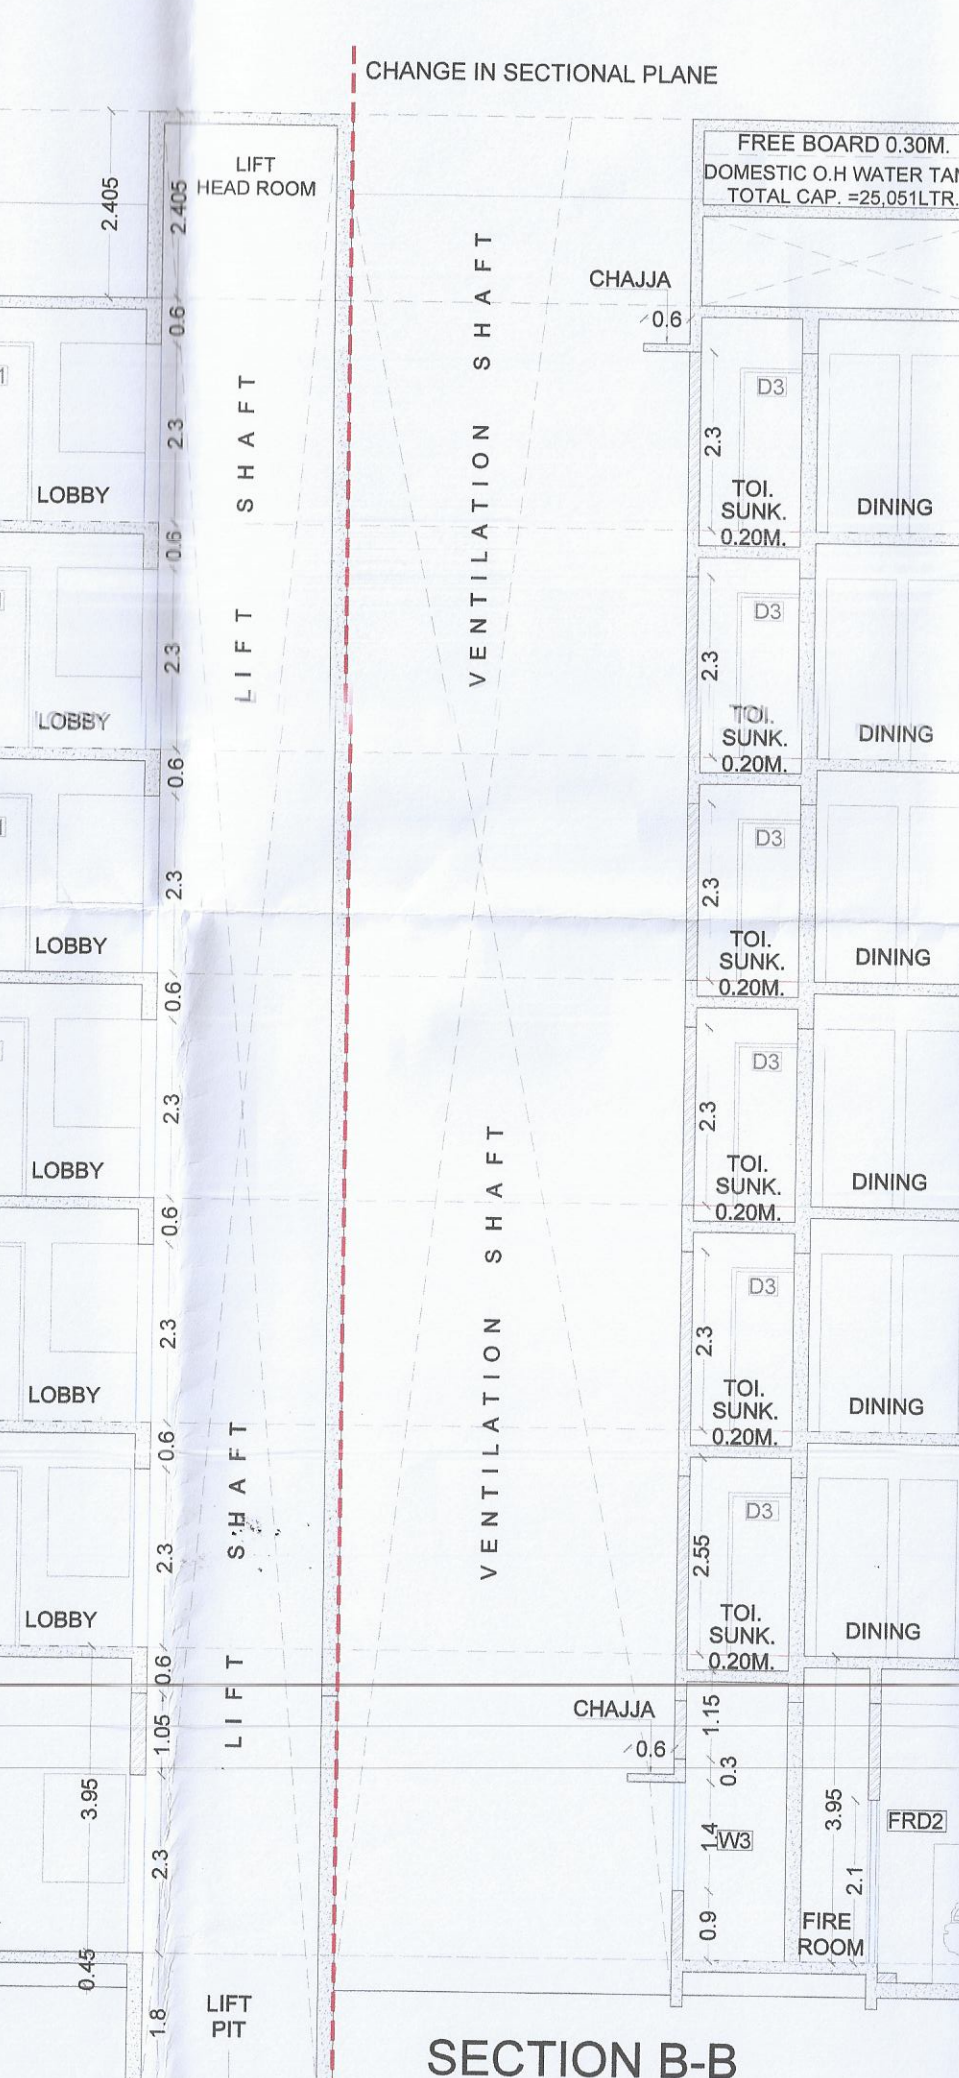 CHANGE IN SECTIONAL PLANE
FREE BOARD 0.30M.
DOMESTIC O.H WATER TAN
TOTAL CAP. =25,051LTR.
LIFT
HEAD ROOM
2.405
2.405
CHAJJA
0.6
0.6
D3
2.3
2.3
LIFT SHAFT
VENTILATION SHAFT
LOBBY
TOI.
SUNK.
0.20M.
DINING
0.6
D3
2.3
2.3
LOBBY
TOI.
SUNK.
0.20M.
DINING
0.6
D3
2.3
2.3
LOBBY
TOI.
SUNK.
0.20M.
DINING
0.6
D3
2.3
2.3
LOBBY
TOI.
SUNK.
0.20M.
DINING
0.6
D3
2.3
2.3
LOBBY
TOI.
SUNK.
0.20M.
DINING
0.6
D3
2.3
2.55
LIFT SHAFT
VENTILATION SHAFT
LOBBY
TOI.
SUNK.
0.20M.
DINING
0.6
1.05
CHAJJA
0.6
1.15
0.3
3.95
2.3
1.4
W3
0.9
3.95
2.1
FRD2
FIRE
ROOM
0.45
1.8
LIFT
PIT
SECTION B-B